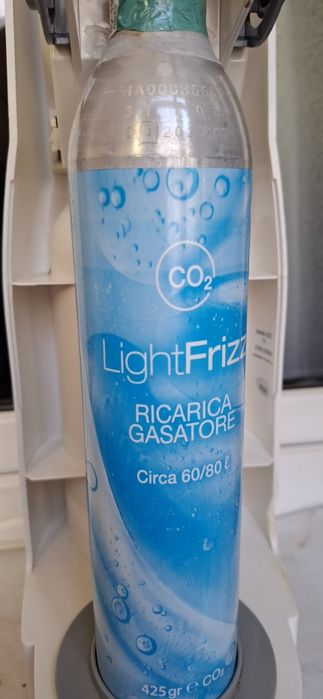 CO₂
LightFrizz
RICARICA
GASATORE
Circa 60/80 ℓ
425gr ℮ CO₂